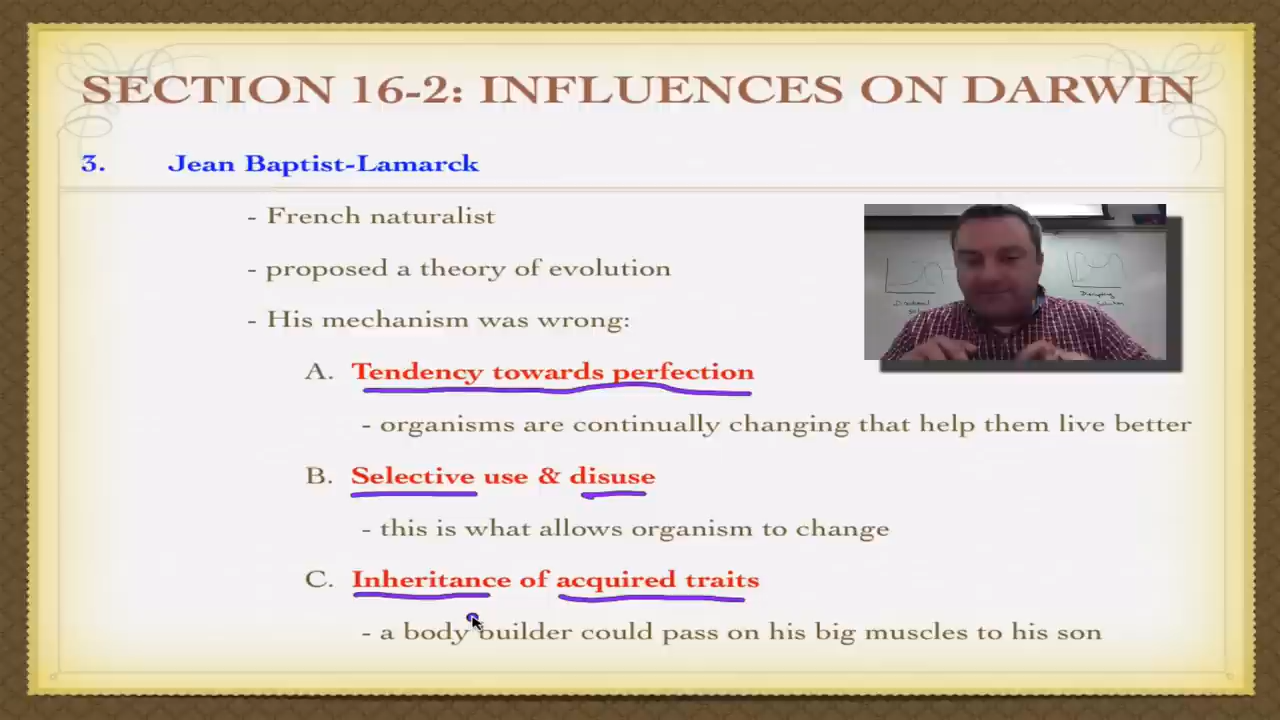 SECTION 16-2: INFLUENCES ON DARWIN
3. Jean Baptist-Lamarck
- French naturalist
- proposed a theory of evolution
- His mechanism was wrong:
A. Tendency towards perfection
- organisms are continually changing that help them live better
B. Selective use & disuse
- this is what allows organism to change
C. Inheritance of acquired traits
- a body builder could pass on his big muscles to his son